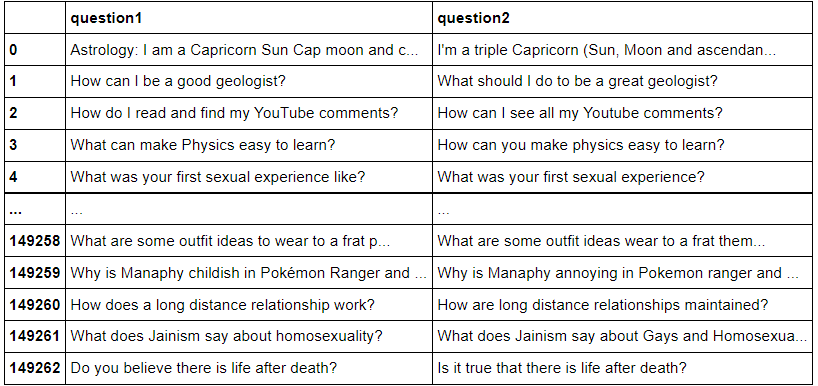 question1 question2
0 Astrology: I am a Capricorn Sun Cap moon and c... I'm a triple Capricorn (Sun, Moon and ascendan...
1 How can I be a good geologist? What should I do to be a great geologist?
2 How do I read and find my YouTube comments? How can I see all my Youtube comments?
3 What can make Physics easy to learn? How can you make physics easy to learn?
4 What was your first sexual experience like? What was your first sexual experience?
... ... ...
149258 What are some outfit ideas to wear to a frat p... What are some outfit ideas wear to a frat them...
149259 Why is Manaphy childish in Pokémon Ranger and ... Why is Manaphy annoying in Pokemon ranger and ...
149260 How does a long distance relationship work? How are long distance relationships maintained?
149261 What does Jainism say about homosexuality? What does Jainism say about Gays and Homosexua...
149262 Do you believe there is life after death? Is it true that there is life after death?